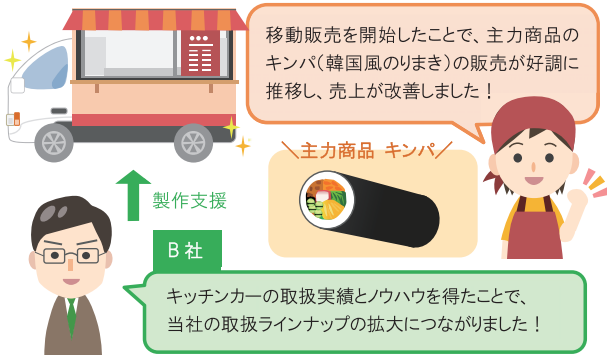 移動販売を開始したことで、主力商品の
キンパ（韓国風のりまき）の販売が好調に
推移し、売上が改善しました！
＼主力商品 キンパ／
製作支援
B社
キッチンカーの取扱実績とノウハウを得たことで、
当社の取扱ラインナップの拡大につながりました！